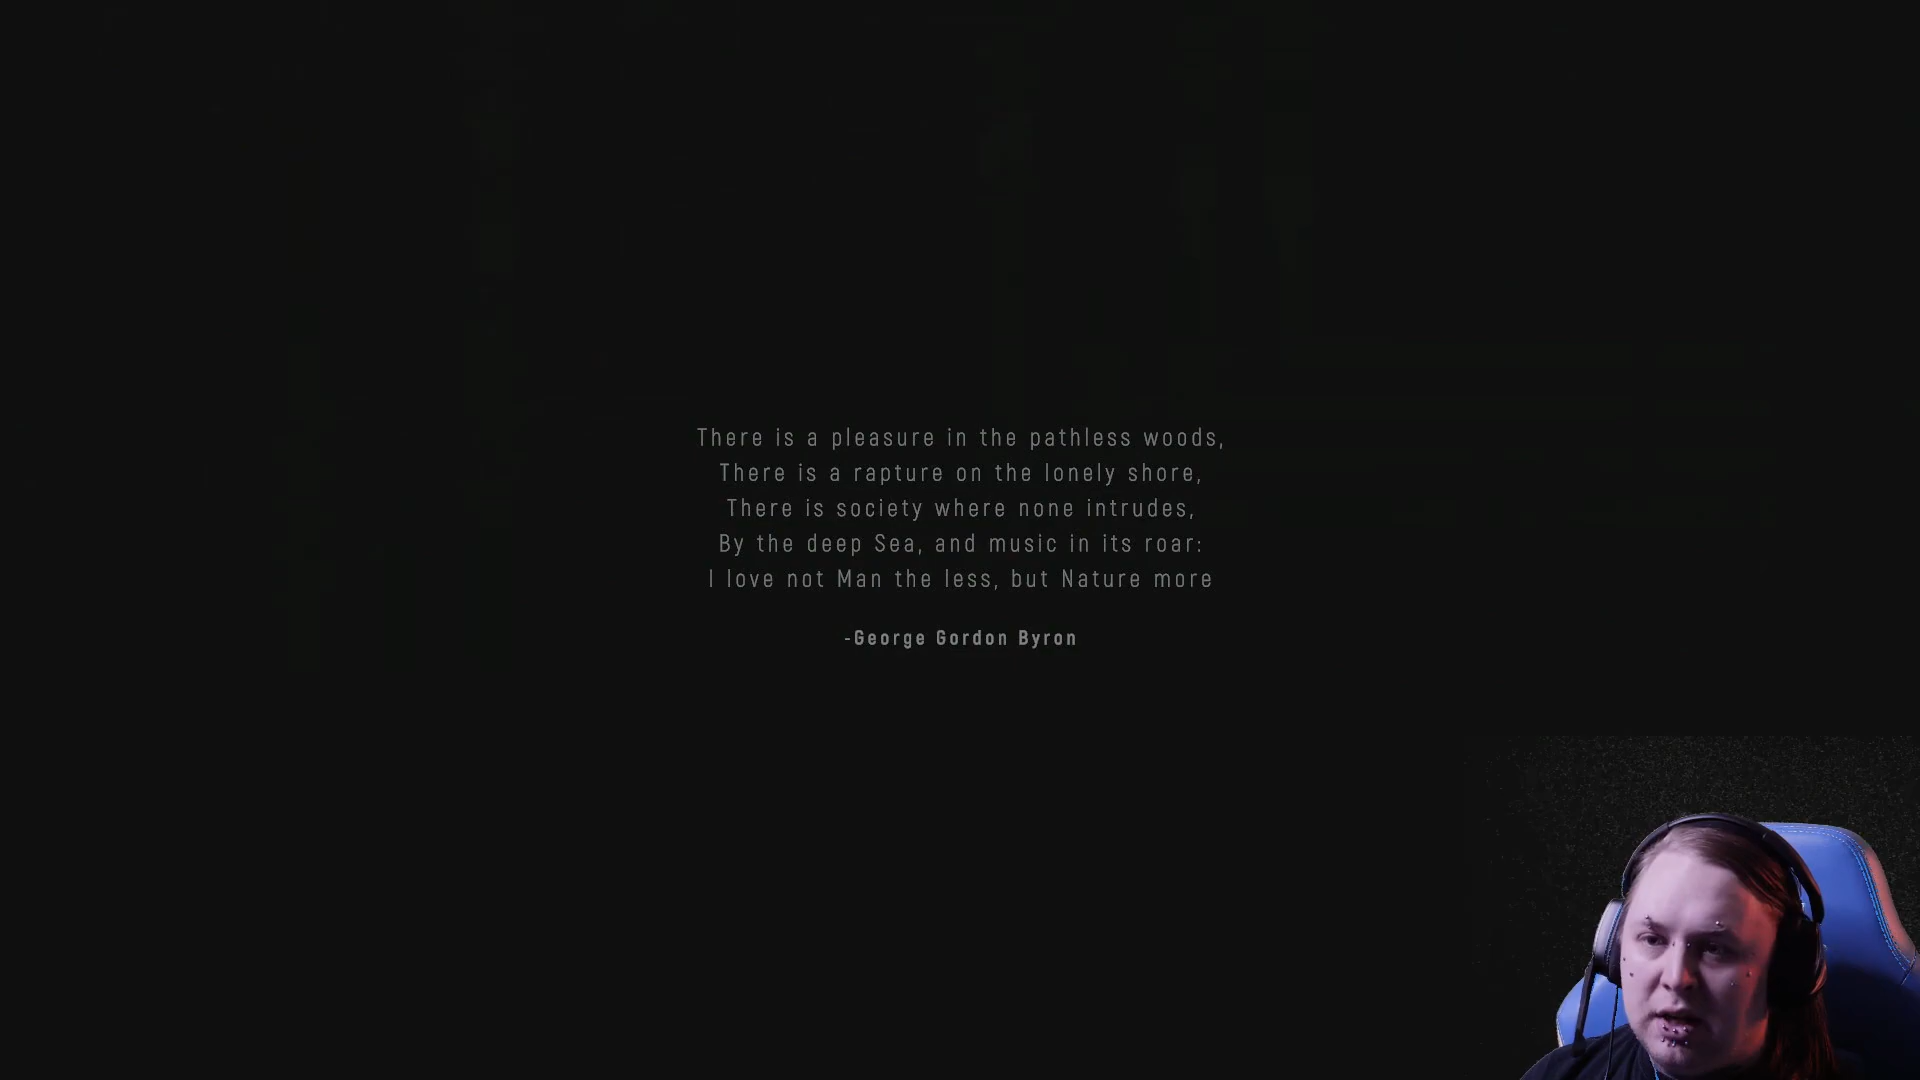 There is a pleasure in the pathless woods,
There is a rapture on the lonely shore,
There is society where none intrudes,
By the deep Sea, and music in its roar:
I love not Man the less, but Nature more
-George Gordon Byron